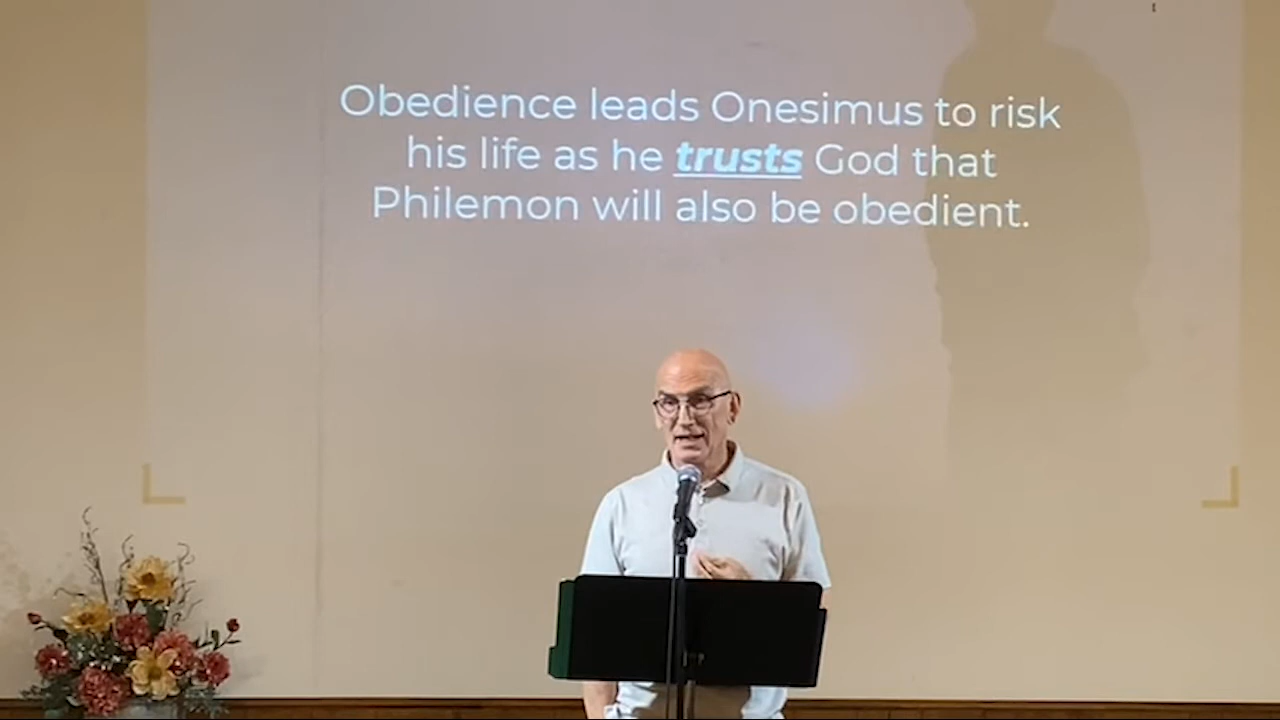 Obedience leads Onesimus to risk
his life as he trusts God that
Philemon will also be obedient.